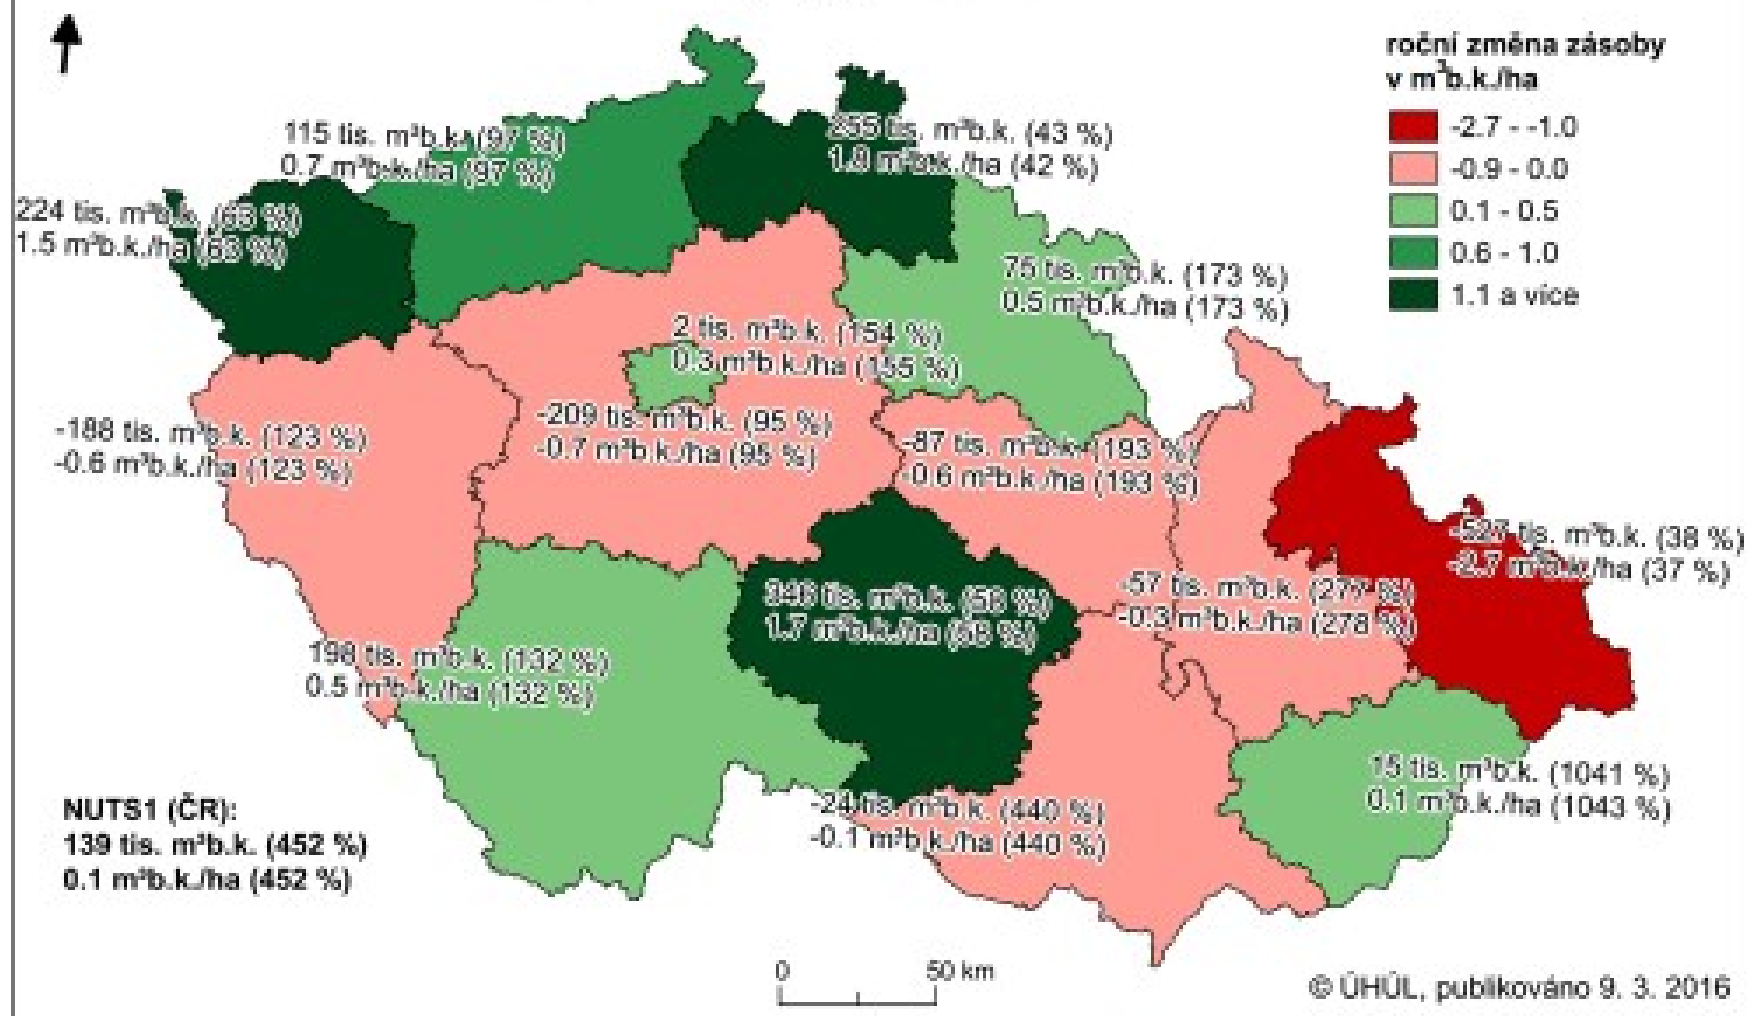 roční změna zásoby
v m³b.k./ha
-2.7 - -1.0
-0.9 - 0.0
0.1 - 0.5
0.6 - 1.0
1.1 a více
115 tis. m³b.k. (97 %)
0.7 m³b.k./ha (97 %)
255 tis. m³b.k. (43 %)
1.8 m³b.k./ha (42 %)
224 tis. m³b.k. (63 %)
1.5 m³b.k./ha (63 %)
75 tis. m³b.k. (173 %)
0.5 m³b.k./ha (173 %)
2 tis. m³b.k. (154 %)
0.3 m³b.k./ha (155 %)
-188 tis. m³b.k. (123 %)
-0.6 m³b.k./ha (123 %)
-209 tis. m³b.k. (95 %)
-0.7 m³b.k./ha (95 %)
-87 tis. m³b.k. (193 %)
-0.6 m³b.k./ha (193 %)
-527 tis. m³b.k. (38 %)
-2.7 m³b.k./ha (37 %)
tis. m³b.k.
1.7 m³b.k./ha
-57 tis. m³b.k. (277 %)
-0.3 m³b.k./ha (278 %)
198 tis. m³b.k. (132 %)
0.5 m³b.k./ha (132 %)
15 tis. m³b.k. (1041 %)
0.1 m³b.k./ha (1043 %)
-24 tis. m³b.k. (440 %)
-0.1 m³b.k./ha (440 %)
NUTS1 (ČR):
139 tis. m³b.k. (452 %)
0.1 m³b.k./ha (452 %)
0 50 km
© ÚHÚL, publikováno 9. 3. 2016